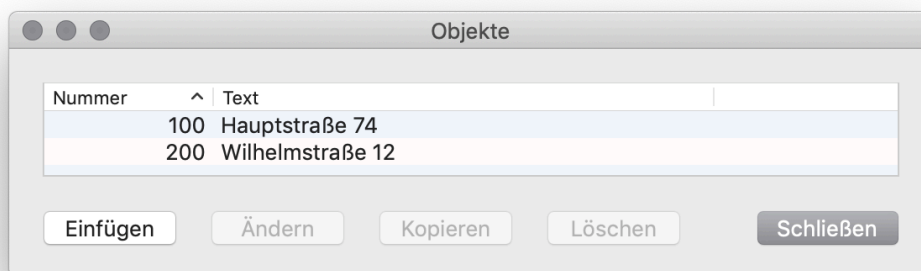 Objekte
Nummer Text
100 Hauptstraße 74
200 Wilhelmstraße 12
Einfügen Ändern Kopieren Löschen Schließen